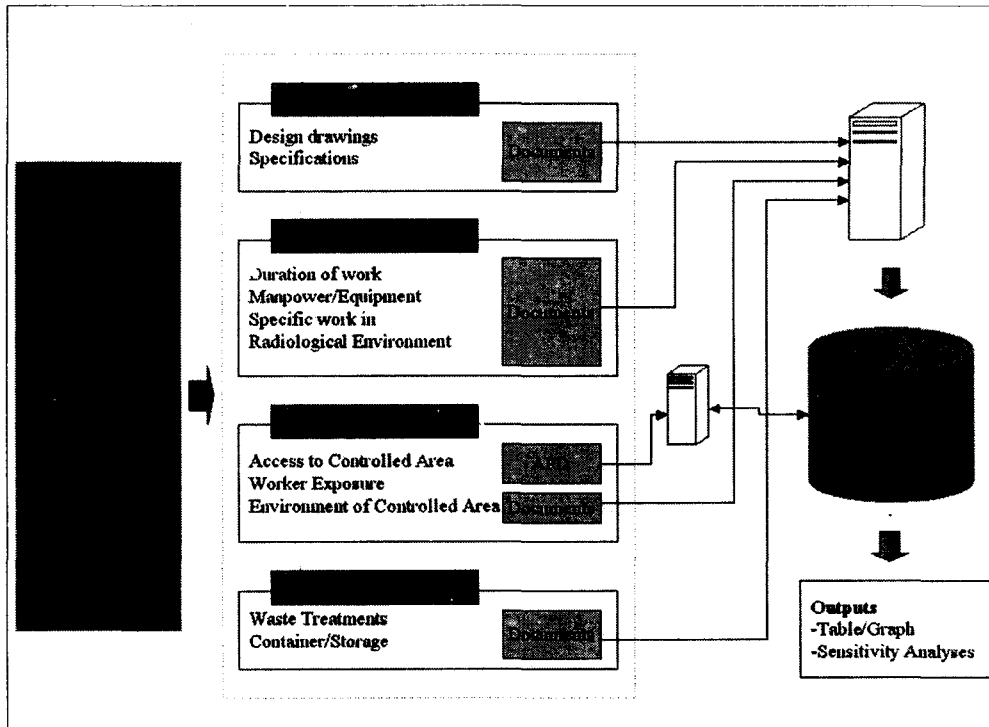 Design drawings
Specifications
Documents
Duration of work
Manpower/Equipment
Specific work in
Radiological Environment
Documents
Access to Controlled Area
Worker Exposure
Environment of Controlled Area
Documents
Waste Treatments
Container/Storage
Documents
Outputs
-Table/Graph
-Sensitivity Analyses